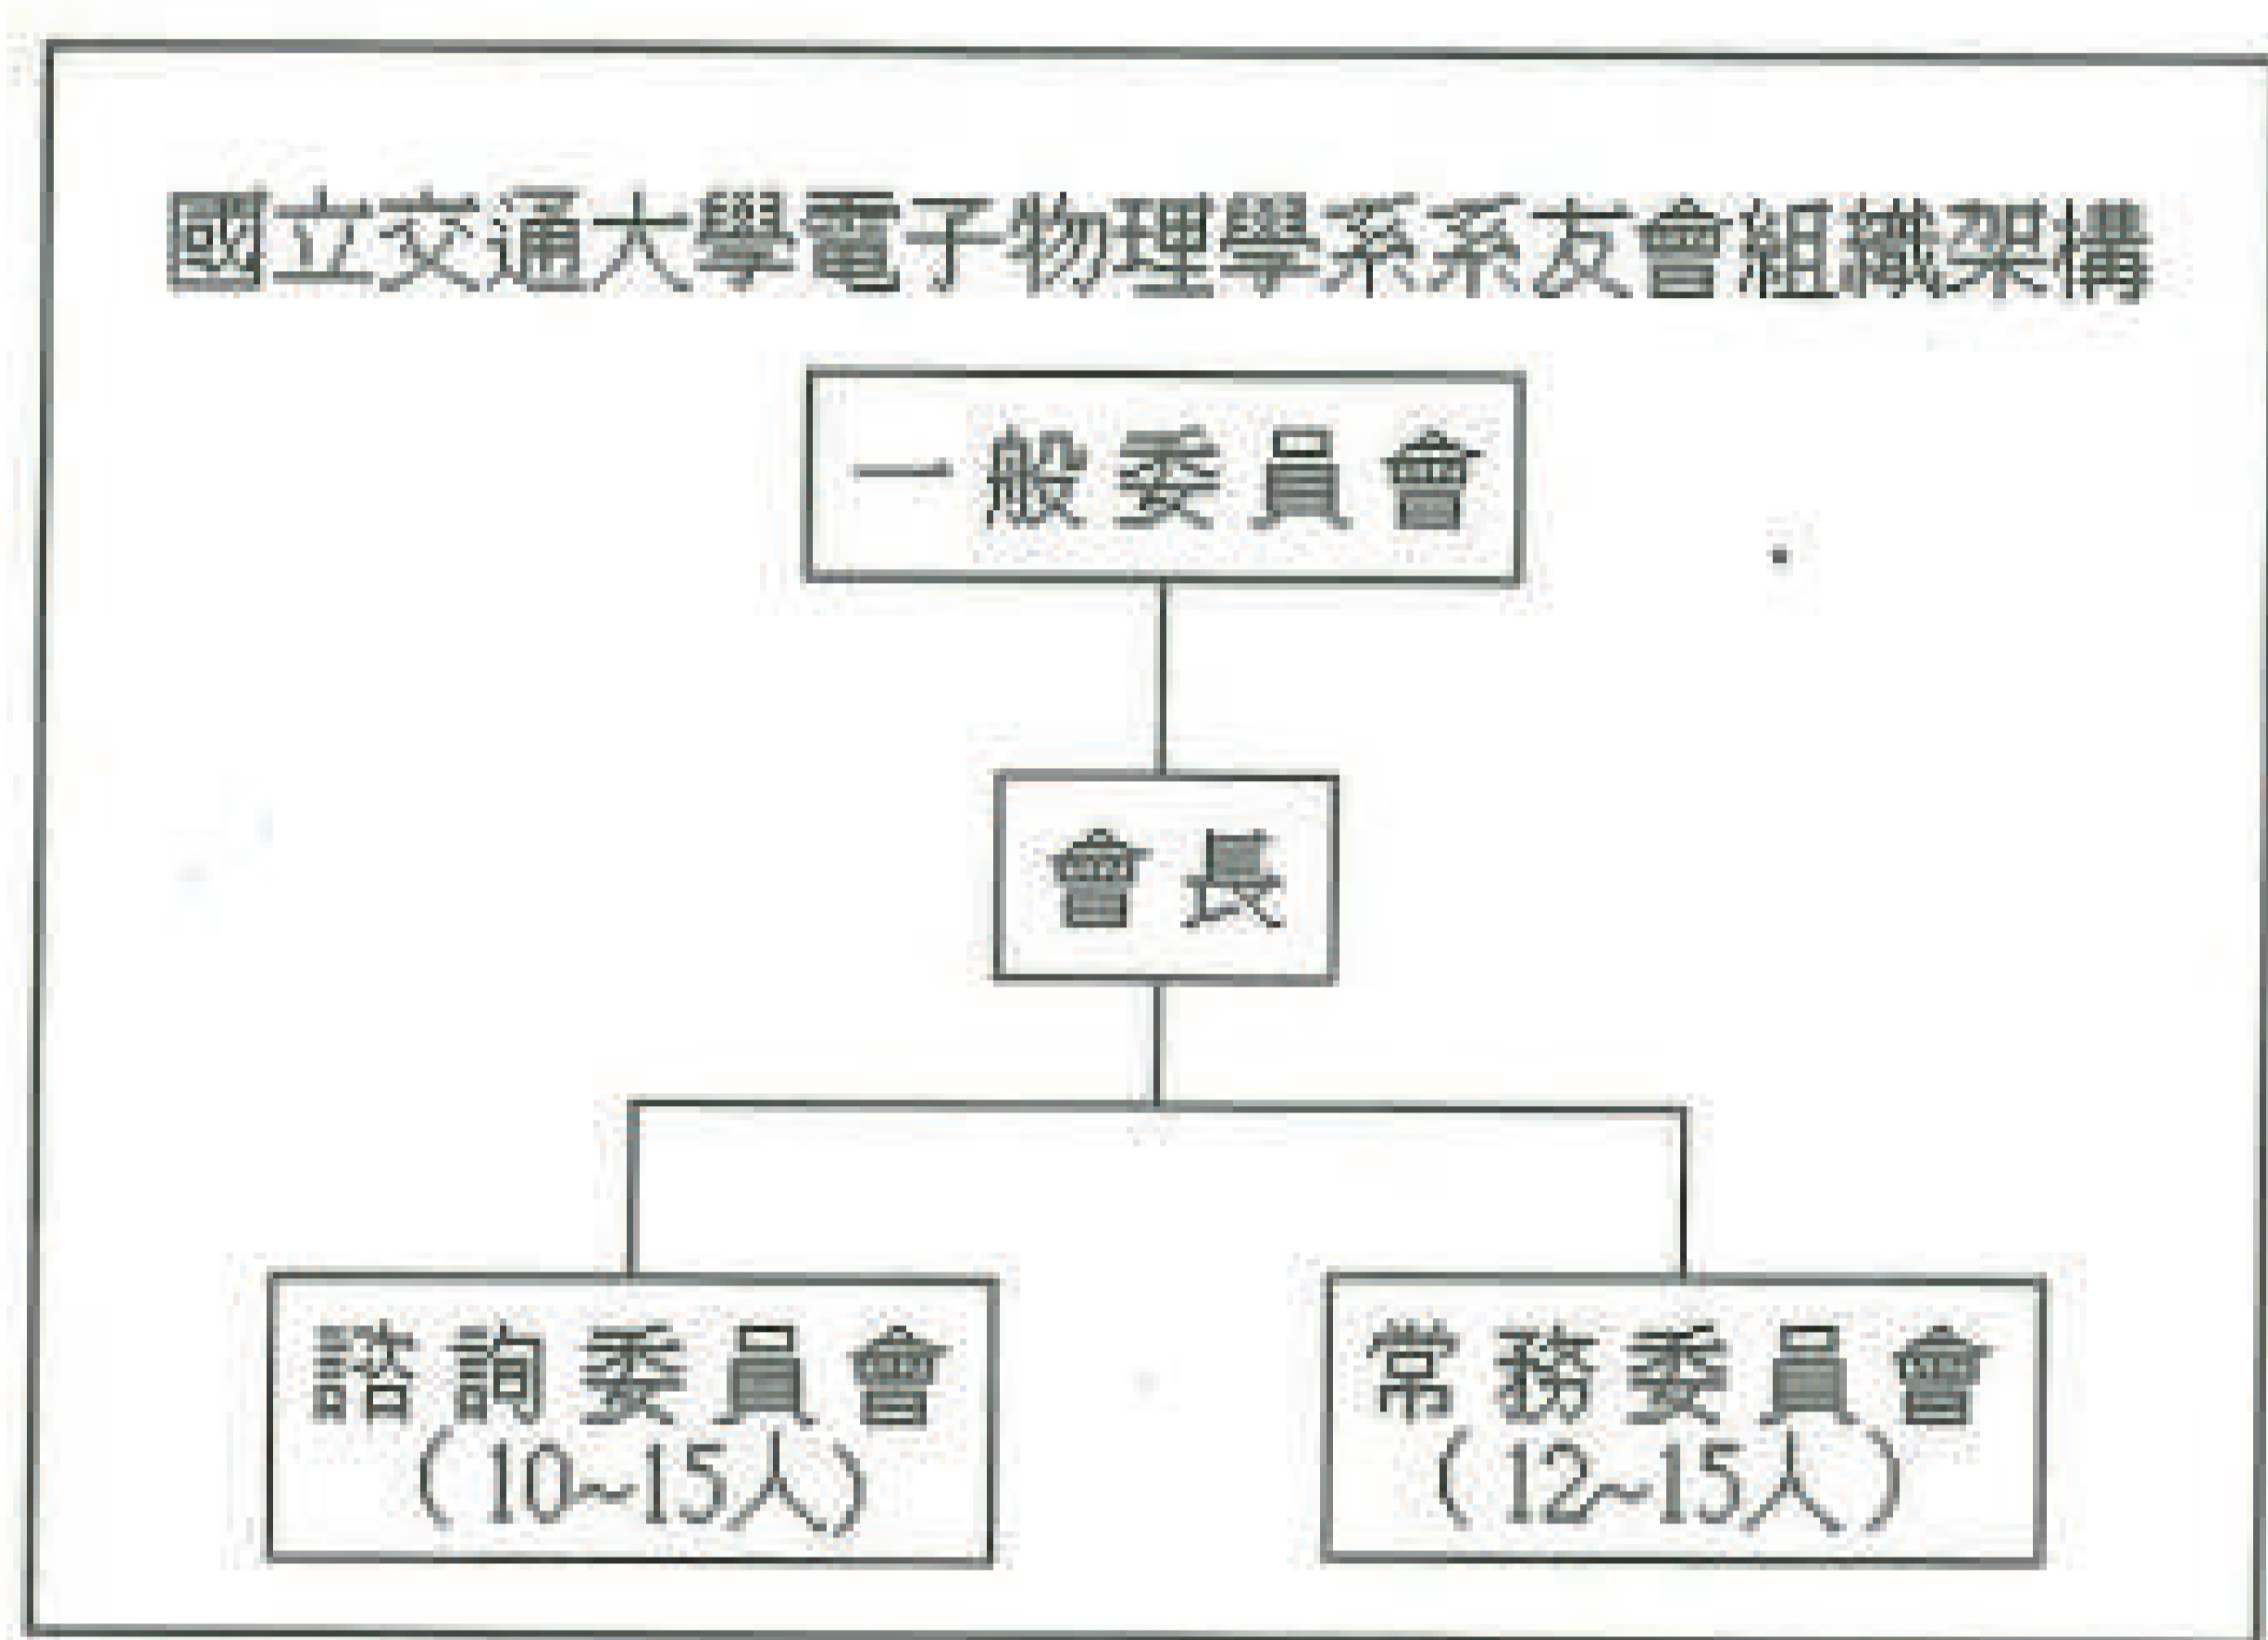 國立交通大學電子物理學系系友會組織架構
一般委員會
會長
諮詢委員會
(10~15人)
常務委員會
(12~15人)